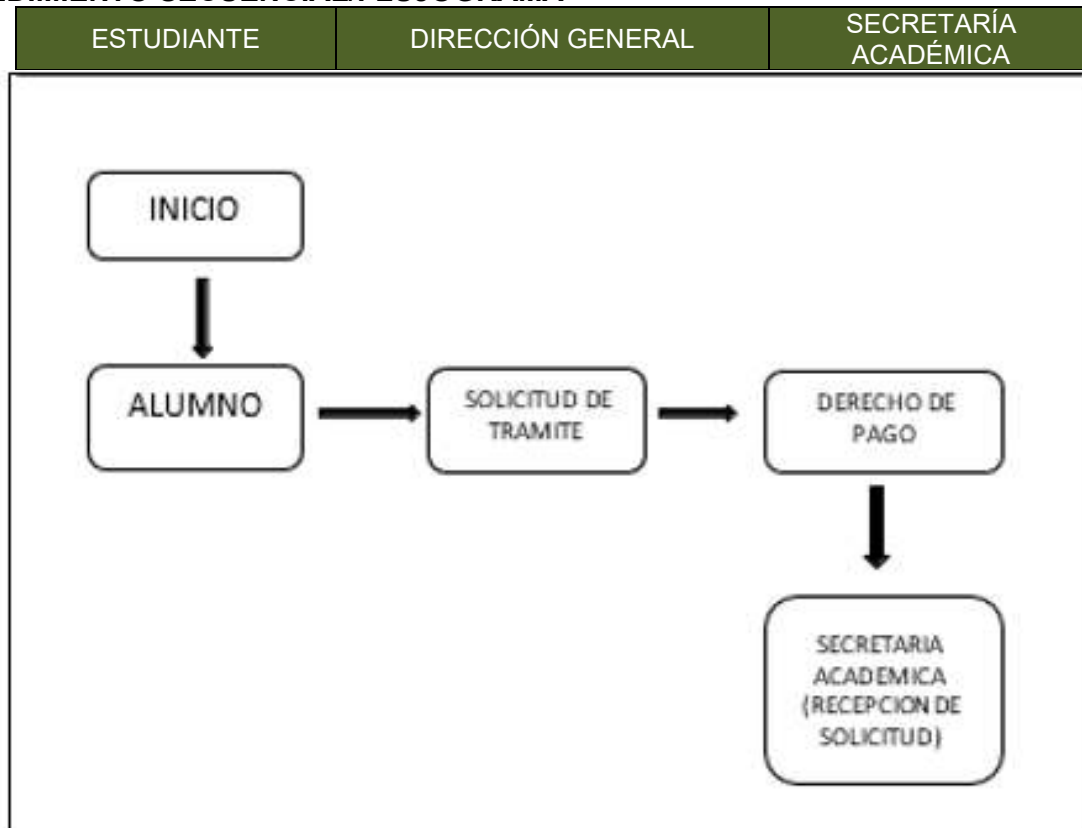 ESTUDIANTE
DIRECCIÓN GENERAL
SECRETARÍA
ACADÉMICA
INICIO
ALUMNO
SOLICITUD DE
TRAMITE
DERECHO DE
PAGO
SECRETARIA
ACADEMICA
(RECEPCION DE
SOLICITUD)